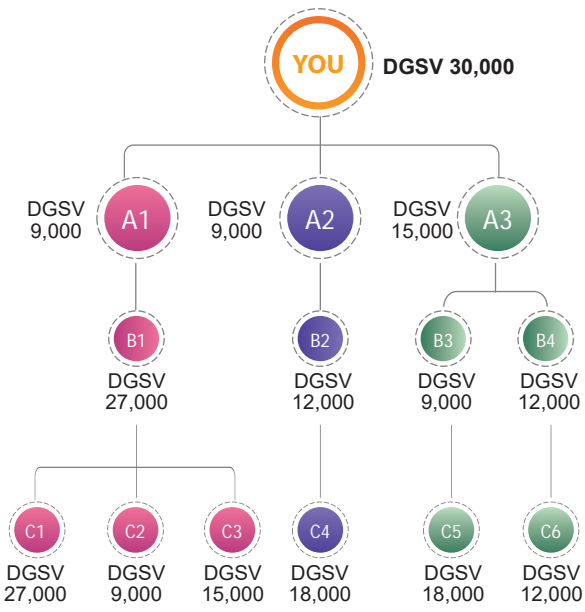 YOU
DGSV 30,000
DGSV
9,000
A1
DGSV
9,000
A2
DGSV
15,000
A3
B1
DGSV
27,000
B2
DGSV
12,000
B3
DGSV
9,000
B4
DGSV
12,000
C1
DGSV
27,000
C2
DGSV
9,000
C3
DGSV
15,000
C4
DGSV
18,000
C5
DGSV
18,000
C6
DGSV
12,000